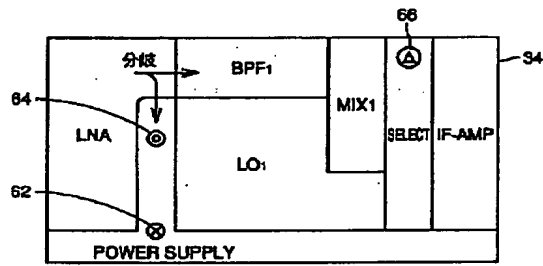 66
分岐
BPF1
34
64
MIX1
LNA
SELECT
IF-AMP
LO1
62
POWER SUPPLY